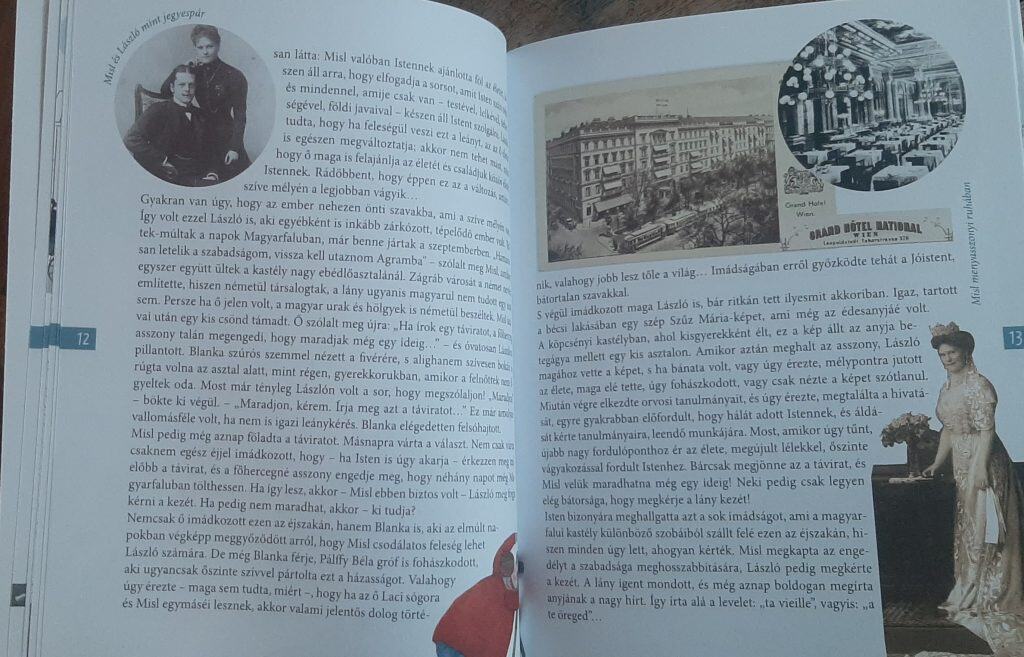 Misl és László mint jegyespár
san látta: Misl valóban Istennek ajánlotta föl az
szen áll arra, hogy elfogadja a sorsot, amit Isten
és mindennel, amije csak van – testével, lelkével,
ségével, földi javaival – készen áll Istent szolgálni.
tudta, hogy ha feleségül veszi ezt a leányt, az az ő
is egészen megváltoztatja; akkor nem tehet mást,
hogy ő maga is felajánlja az életét és családjuk közös
Istennek. Rádöbbent, hogy éppen ez az a változás,
szíve mélyén a legjobban vágyik…
Gyakran van úgy, hogy az ember nehezen önti szavakba, ami a szíve mélyén
Így volt ezzel László is, aki egyébként is inkább zárkózott, tépelődő ember volt.
tek-múltak a napok Magyarfaluban, már benne jártak a szeptemberben.
san letelik a szabadságom, vissza kell utaznom Agramba” – szólalt meg Misl,
egyszer együtt ültek a kastély nagy ebédlőasztalánál. Zágráb városát a német
említette, hiszen németül társalogtak, a lány ugyanis magyarul nem tudott egy
sem. Persze ha ő jelen volt, a magyar urak és hölgyek is németül beszéltek. Misl
vai után egy kis csönd támadt. Ő szólalt meg újra: „Ha írok egy táviratot, a főherceg-
asszony talán megengedi, hogy maradjak még egy ideig…” – és óvatosan
pillantott. Blanka szúrós szemmel nézett a fivérére, s alighanem szívesen bokán
rúgta volna az asztal alatt, mint régen, gyerekkorukban, amikor a felnőttek nem
gyeltek oda. Most már tényleg Lászlón volt a sor, hogy megszólaljon!
– bökte ki végül. – „Maradjon, kérem. Írja meg azt a táviratot…” Ez már
vallomásféle volt, ha nem is igazi leánykérés. Blanka elégedetten felsóhajtott.
Misl pedig még aznap föladta a táviratot. Másnapra várta a választ. Nem csak
csaknem egész éjjel imádkozott, hogy – ha Isten is úgy akarja – érkezzen meg
előbb a távirat, és a főhercegné asszony engedje meg, hogy néhány napot még
gyarfaluban tölthessen. Ha így lesz, akkor – Misl ebben biztos volt – László meg fogja
kérni a kezét. Ha pedig nem maradhat, akkor – ki tudja?
Nemcsak ő imádkozott ezen az éjszakán, hanem Blanka is, aki az elmúlt na-
pokban végképp meggyőződött arról, hogy Misl csodálatos feleség lehet
László számára. De még Blanka férje, Pálffy Béla gróf is fohászkodott,
aki ugyancsak őszinte szívvel pártolta ezt a házasságot. Valahogy
úgy érezte – maga sem tudta, miért –, hogy ha az ő Laci sógora
és Misl egymáséi lesznek, akkor valami jelentős dolog törté-
12
Grand Hotel
Wien.
GRAND HÔTEL NATIONAL
WIEN
nik, valahogy jobb lesz tőle a világ… Imádságában erről győzködte tehát a Jóistent,
bátortalan szavakkal.
S végül imádkozott maga László is, bár ritkán tett ilyesmit akkoriban. Igaz, tartott
a bécsi lakásában egy szép Szűz Mária-képet, ami még az édesanyjáé volt.
A köpcsényi kastélyban, ahol kisgyerekként élt, ez a kép állt az anyja be-
tegágya mellett egy kis asztalon. Amikor aztán meghalt az asszony, László
magához vette a képet, s ha bánata volt, vagy úgy érezte, mélypontra jutott
az élete, maga elé tette, úgy fohászkodott, vagy csak nézte a képet szótlanul.
Miután végre elkezdte orvosi tanulmányait, és úgy érezte, megtalálta a hivatá-
sát, egyre gyakrabban előfordult, hogy hálát adott Istennek, és áldá-
sát kérte tanulmányaira, leendő munkájára. Most, amikor úgy tűnt,
újabb nagy fordulóponthoz ér az élete, megújult lélekkel, őszinte
vágyakozással fordult Istenhez. Bárcsak megjönne az a távirat, és
Misl velük maradhatna még egy ideig! Neki pedig csak legyen
elég bátorsága, hogy megkérje a lány kezét!
Isten bizonyára meghallgatta azt a sok imádságot, ami a magyar-
falui kastély különböző szobáiból szállt felé ezen az éjszakán, hi-
szen minden úgy lett, ahogyan kérték. Misl megkapta az enge-
délyt a szabadsága meghosszabbítására, László pedig megkérte
a kezét. A lány igent mondott, és még aznap boldogan megírta
anyjának a nagy hírt. Így írta alá a levelet: „ta vieille”, vagyis: „a
te öreged”…
Misl menyasszonyi ruhában
13